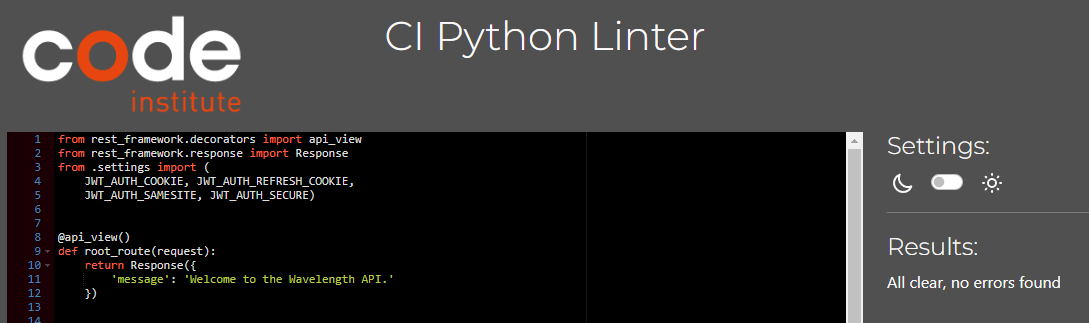 code
institute
CI Python Linter
1 from rest_framework.decorators import api_view
2 from rest_framework.response import Response
3 from .settings import (
4     JWT_AUTH_COOKIE, JWT_AUTH_REFRESH_COOKIE,
5     JWT_AUTH_SAMESITE, JWT_AUTH_SECURE)
6
7
8 @api_view()
9 def root_route(request):
10     return Response({
11         'message': 'Welcome to the Wavelength API.'
12     })
13
14
Settings:
Results:
All clear, no errors found